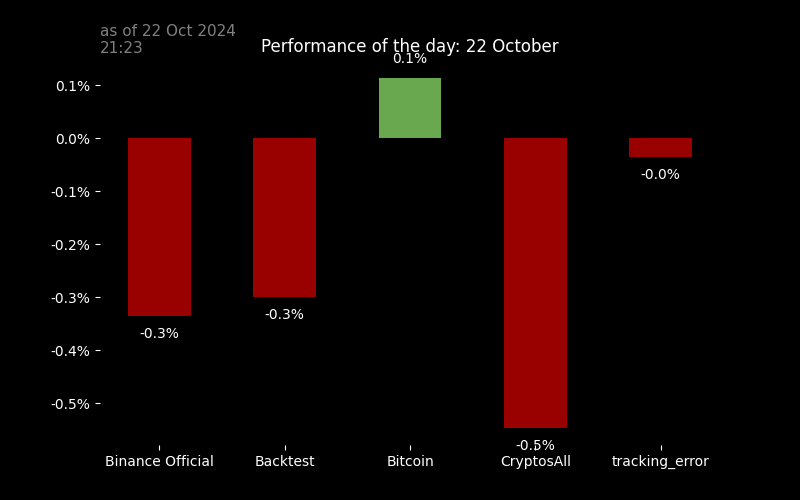 as of 22 Oct 2024
21:23
Performance of the day: 22 October
0.1%
0.1%
0.0%
-0.1%
-0.2%
-0.3%
-0.4%
-0.5%
-0.3%
-0.3%
-0.5%
-0.0%
Binance Official
Backtest
Bitcoin
CryptosAll
tracking_error